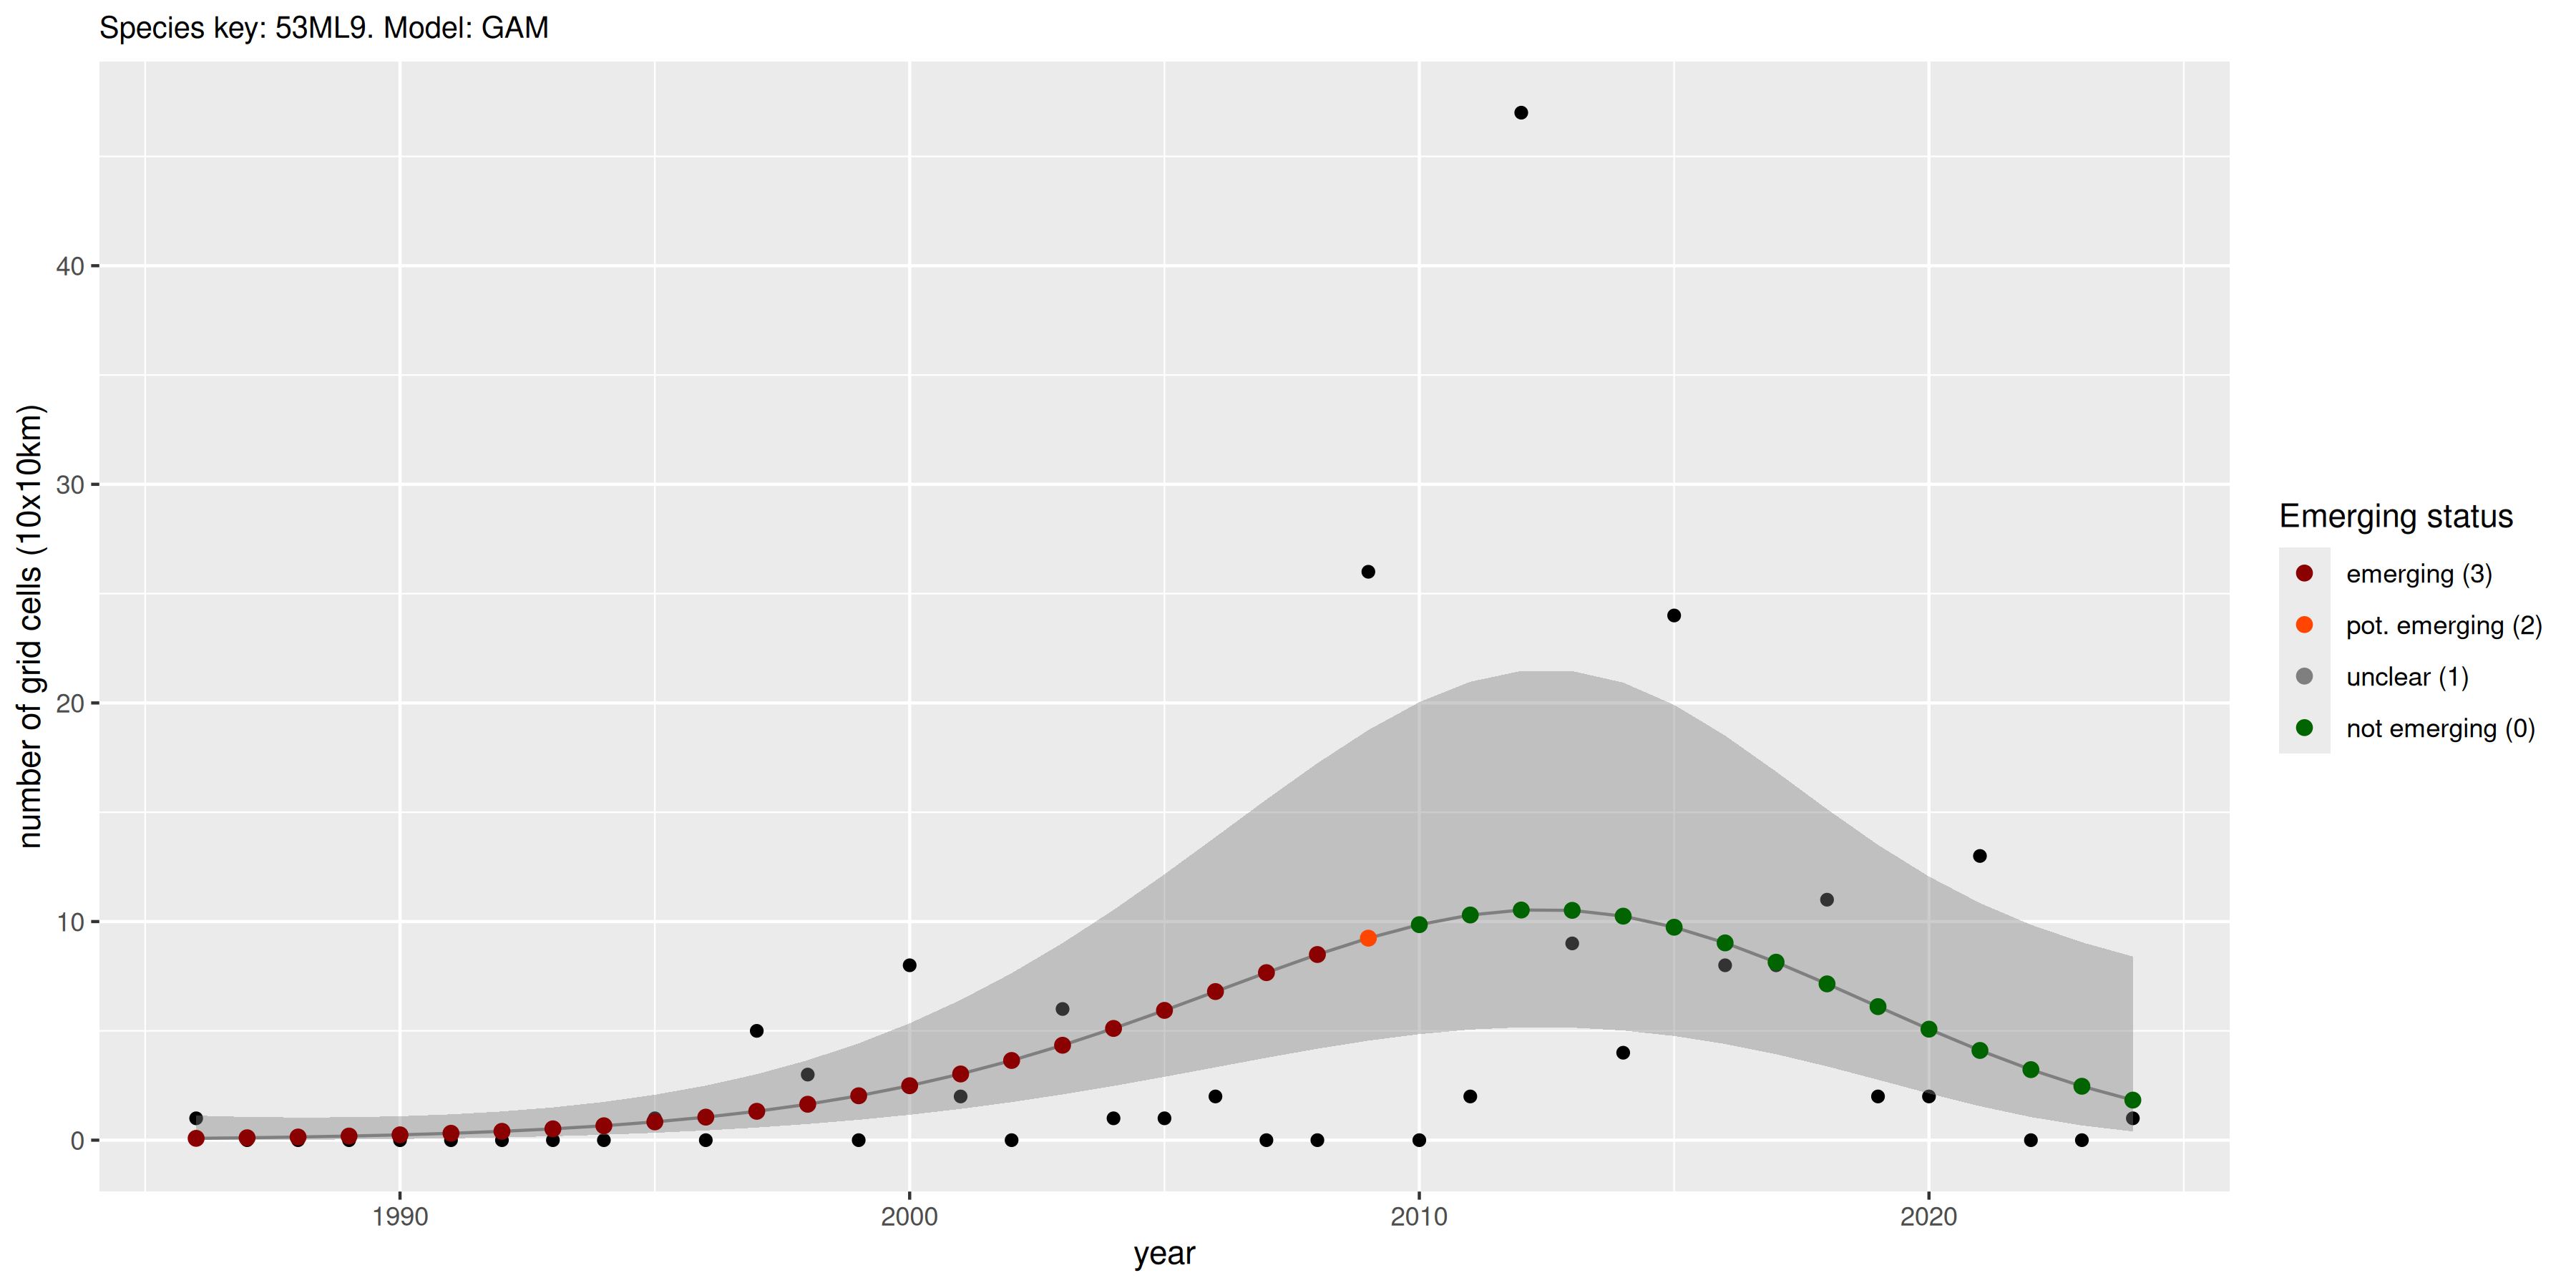 Species key: 53ML9. Model: GAM
number of grid cells (10x10km)
40
30
20
10
0
1990
2000
2010
2020
year
Emerging status
emerging (3)
pot. emerging (2)
unclear (1)
not emerging (0)